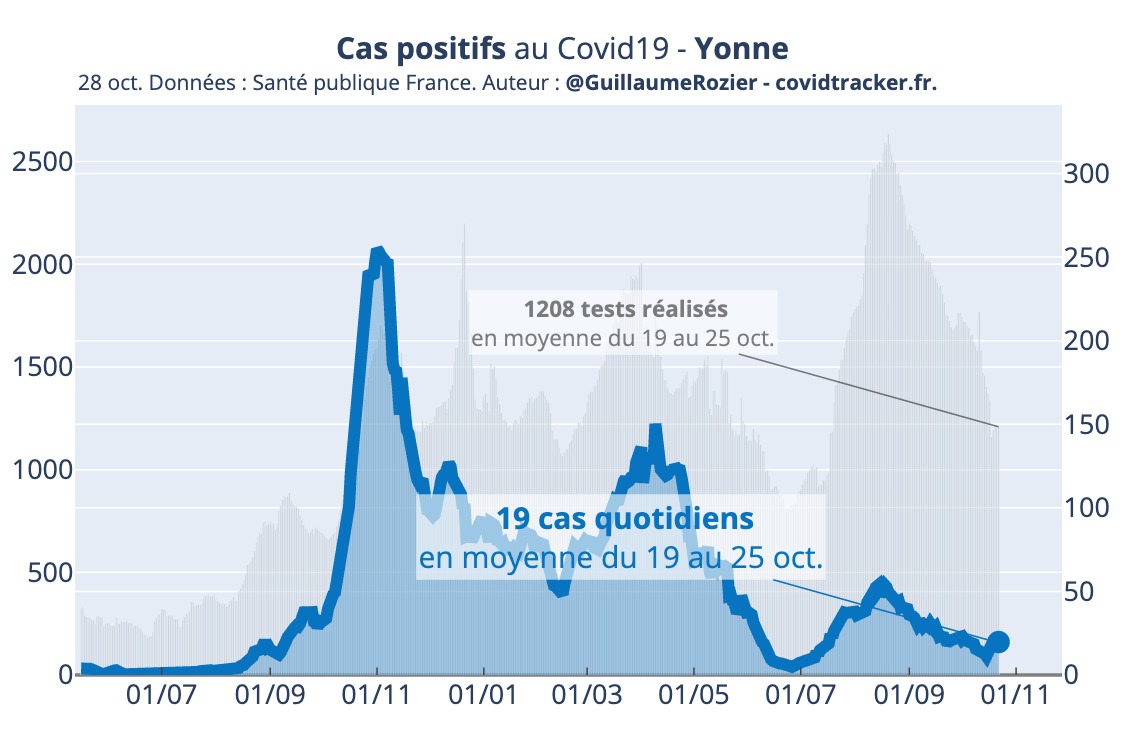 Cas positifs au Covid19 - Yonne
28 oct. Données : Santé publique France. Auteur : @GuillaumeRozier - covidtracker.fr.
2500
2000
1500
1000
500
0
300
250
200
150
100
50
0
1208 tests réalisés
en moyenne du 19 au 25 oct.
19 cas quotidiens
en moyenne du 19 au 25 oct.
01/07 01/09 01/11 01/01 01/03 01/05 01/07 01/09 01/11